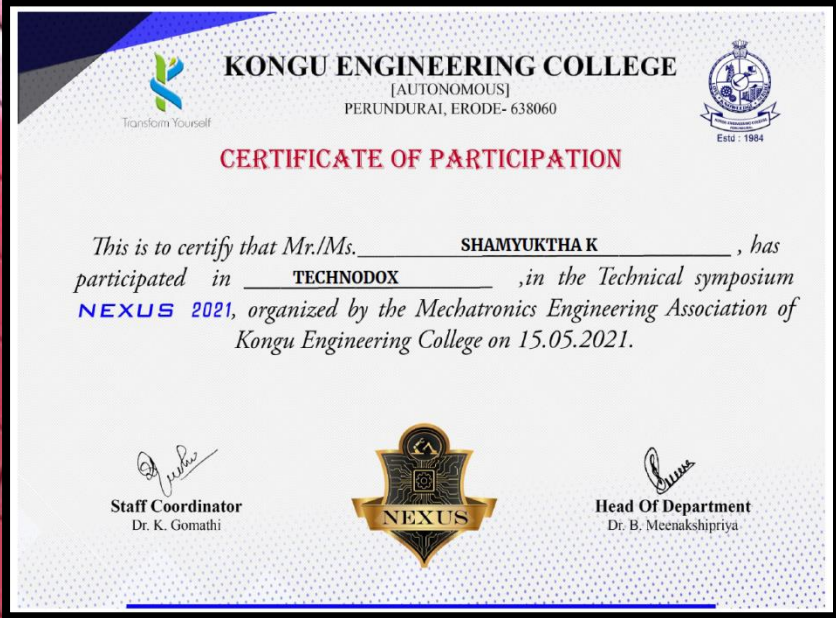 KONGU ENGINEERING COLLEGE
[AUTONOMOUS]
PERUNDURAI, ERODE- 638060
Transform Yourself
Estd : 1984
CERTIFICATE OF PARTICIPATION
This is to certify that Mr./Ms. SHAMYUKTHA K , has
participated in TECHNODOX ,in the Technical symposium
NEXUS 2021, organized by the Mechatronics Engineering Association of
Kongu Engineering College on 15.05.2021.
NEXUS
Staff Coordinator
Dr. K. Gomathi
Head Of Department
Dr. B. Meenakshipriya